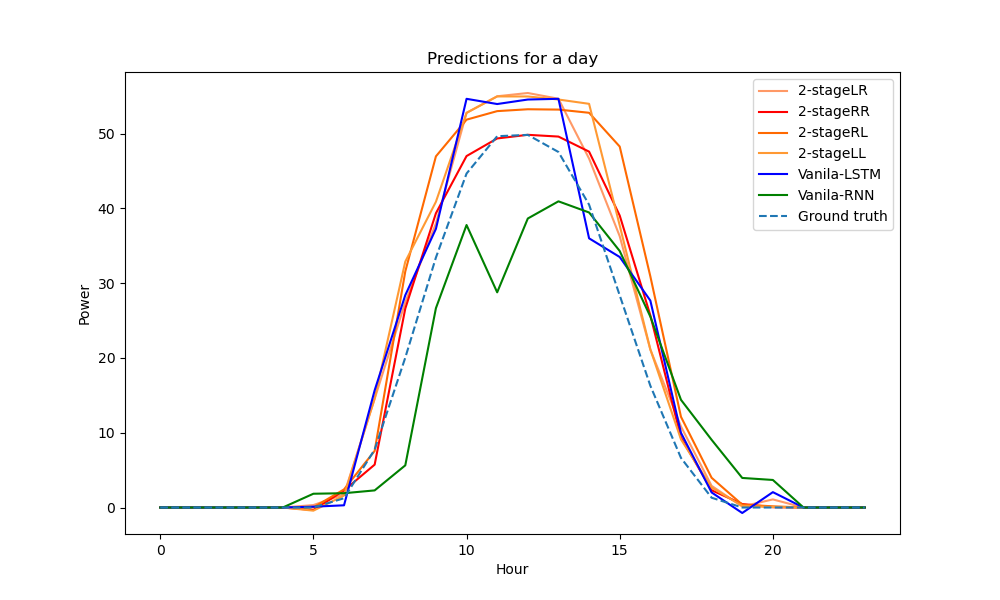 Predictions for a day
2-stageLR
2-stageRR
2-stageRL
2-stageLL
Vanila-LSTM
Vanila-RNN
Ground truth
50
40
30
20
10
0
Power
0 5 10 15 20
Hour